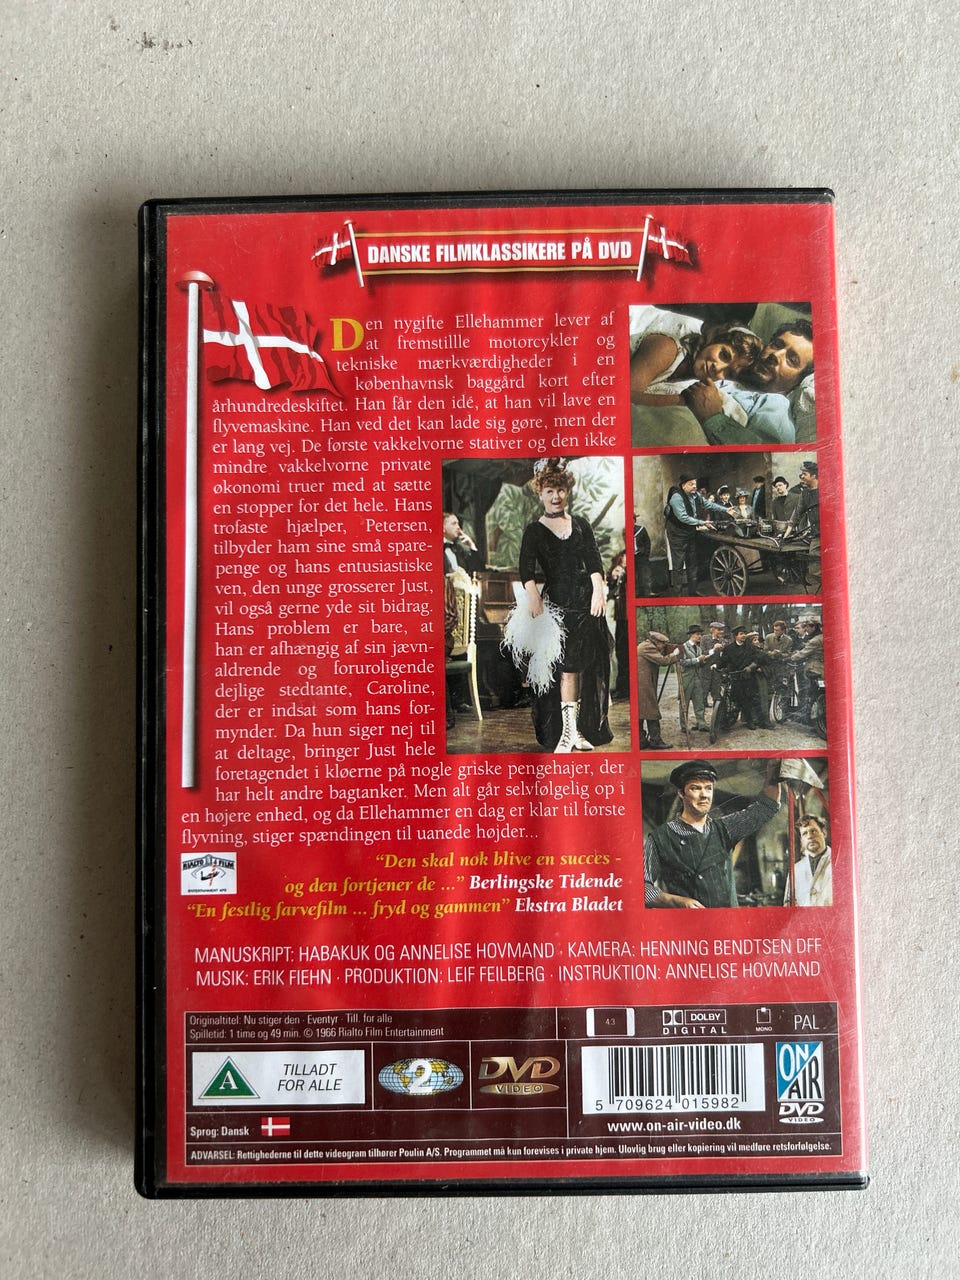 DANSKE FILMKLASSIKERE PÅ DVD
Den nygifte Ellehammer lever af
at fremstillle motorcykler og
tekniske mærkværdigheder i en
københavnsk baggård kort efter
århundredeskiftet. Han får den idé, at han vil lave en
flyvemaskine. Han ved det kan lade sig gøre, men der
er lang vej. De første vakkelvorne stativer og den ikke
mindre vakkelvorne private
økonomi truer med at sætte
en stopper for det hele. Hans
trofaste hjælper, Petersen,
tilbyder ham sine små spare-
penge og hans entusiastiske
ven, den unge grosserer Just,
vil også gerne yde sit bidrag.
Hans problem er bare, at
han er afhængig af sin jævn-
aldrende og foruroligende
dejlige stedtante, Caroline,
der er indsat som hans for-
mynder. Da hun siger nej til
at deltage, bringer Just hele
foretagendet i kløerne på nogle griske pengehajer, der
har helt andre bagtanker. Men alt går selvfølgelig op i
en højere enhed, og da Ellehammer en dag er klar til første
flyvning, stiger spændingen til uanede højder...
"Den skal nok blive en succes -
og den fortjener de ..." Berlingske Tidende
"En festlig farvefilm ... fryd og gammen" Ekstra Bladet
RIALTO FILM
ENTERTAINMENT APS
MANUSKRIPT: HABAKUK OG ANNELISE HOVMAND · KAMERA: HENNING BENDTSEN DFF
MUSIK: ERIK FIEHN · PRODUKTION: LEIF FEILBERG · INSTRUKTION: ANNELISE HOVMAND
Originaltitel: Nu stiger den · Eventyr · Till. for alle
Spilletid: 1 time og 49 min. © 1966 Rialto Film Entertainment
4:3
DOLBY
DIGITAL
MONO
PAL
A
TILLADT
FOR ALLE
2
DVD
VIDEO
5 709624 015982
www.on-air-video.dk
ON
AIR
DVD
VIDEO
Sprog: Dansk
ADVARSEL: Rettighederne til dette videogram tilhører Poulin A/S. Programmet må kun forevises i private hjem. Ulovlig brug eller kopiering vil medføre retsforfølgelse.